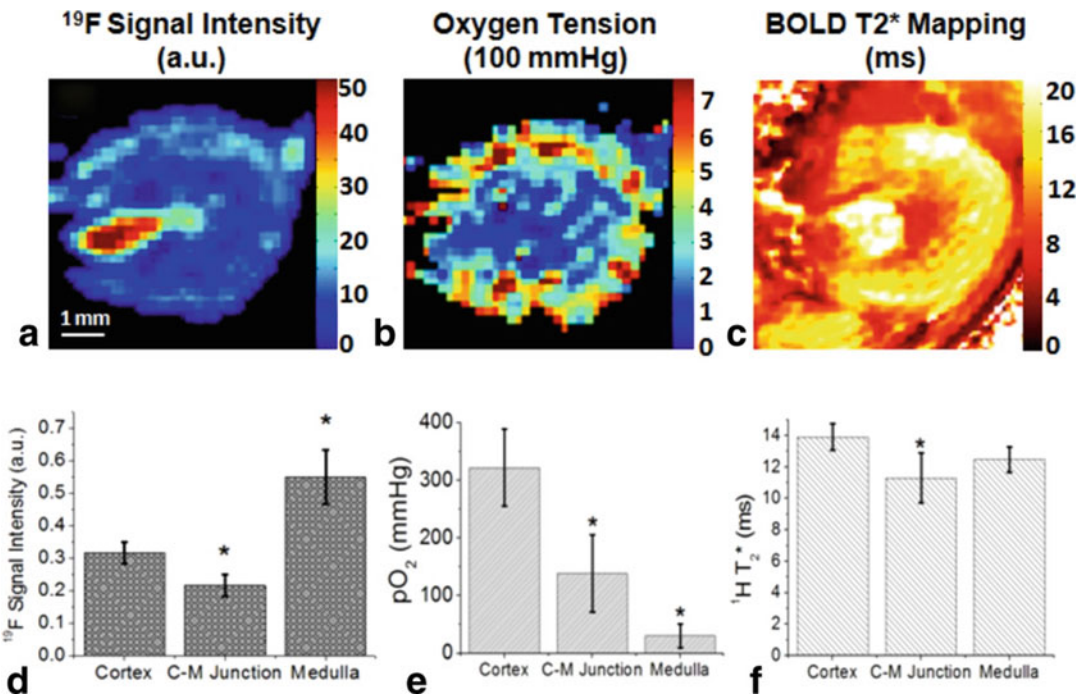 ¹⁹F Signal Intensity
(a.u.)
Oxygen Tension
(100 mmHg)
BOLD T2* Mapping
(ms)
50
40
30
20
10
0
1 mm
a
7
6
5
4
3
2
1
0
b
20
16
12
8
4
0
c
¹⁹F Signal Intensity (a.u.)
0.7
0.6
0.5
0.4
0.3
0.2
0.1
0.0
*
*
Cortex
C-M Junction
Medulla
d
pO₂ (mmHg)
400
300
200
100
0
*
*
Cortex
C-M Junction
Medulla
e
¹H T₂* (ms)
14
12
10
8
6
4
2
0
*
Cortex
C-M Junction
Medulla
f